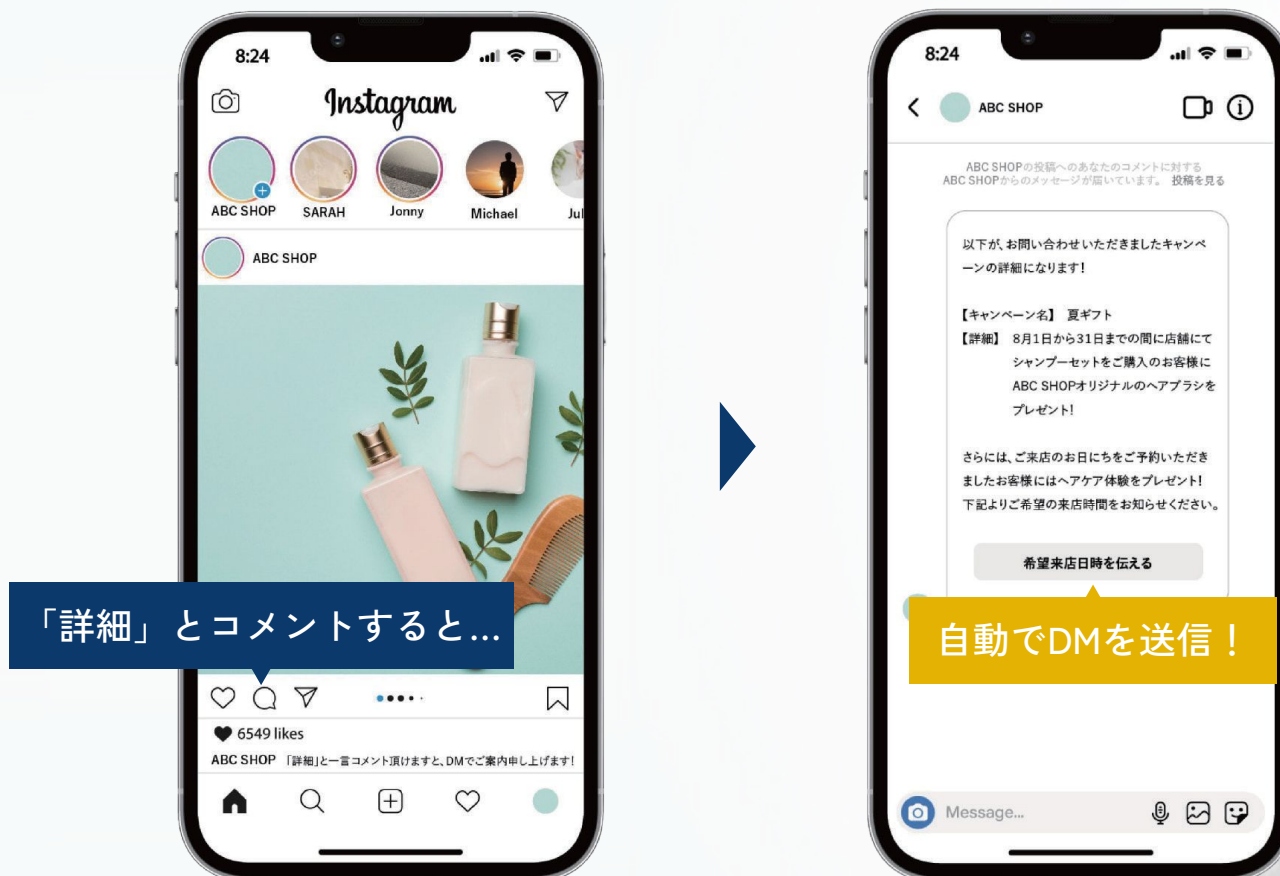 8:24
Instagram
ABC SHOP
SARAH
Jonny
Michael
Jul
ABC SHOP
「詳細」とコメントすると...
6549 likes
ABC SHOP 「詳細」と一言コメント頂けますと、DMでご案内申し上げます!
8:24
ABC SHOP
ABC SHOPの投稿へのあなたのコメントに対する
ABC SHOPからのメッセージが届いています。 投稿を見る
以下が、お問い合わせいただきましたキャンペ
ーンの詳細になります!
【キャンペーン名】 夏ギフト
【詳細】 8月1日から31日までの間に店舗にて
シャンプーセットをご購入のお客様に
ABC SHOPオリジナルのヘアブラシを
プレゼント!
さらには、ご来店のお日にちをご予約いただき
ましたお客様にはヘアケア体験をプレゼント!
下記よりご希望の来店時間をお知らせください。
希望来店日時を伝える
自動でDMを送信！
Message...